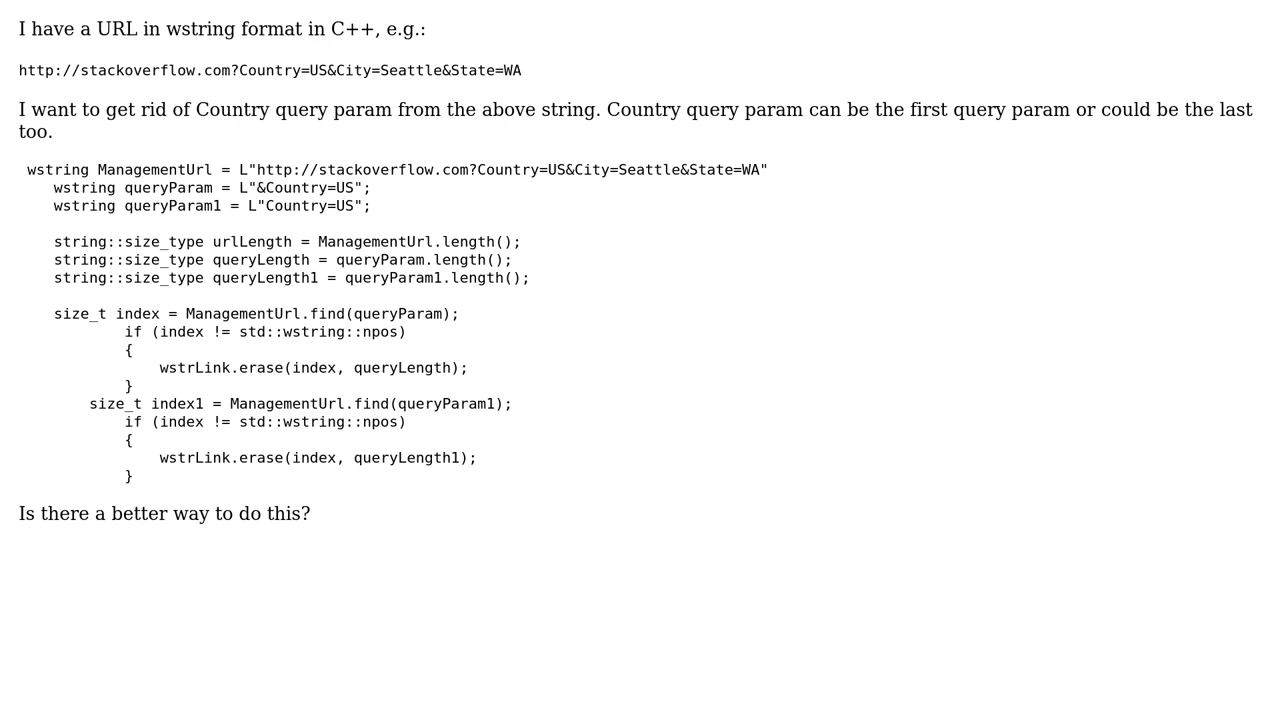 I have a URL in wstring format in C++, e.g.:
http://stackoverflow.com?Country=US&City=Seattle&State=WA
I want to get rid of Country query param from the above string. Country query param can be the first query param or could be the last
too.
wstring ManagementUrl = L"http://stackoverflow.com?Country=US&City=Seattle&State=WA"
wstring queryParam = L"&Country=US";
wstring queryParam1 = L"Country=US";
string::size_type urlLength = ManagementUrl.length();
string::size_type queryLength = queryParam.length();
string::size_type queryLength1 = queryParam1.length();
size_t index = ManagementUrl.find(queryParam);
if (index != std::wstring::npos)
{
wstrLink.erase(index, queryLength);
}
size_t index1 = ManagementUrl.find(queryParam1);
if (index != std::wstring::npos)
{
wstrLink.erase(index, queryLength1);
}
Is there a better way to do this?